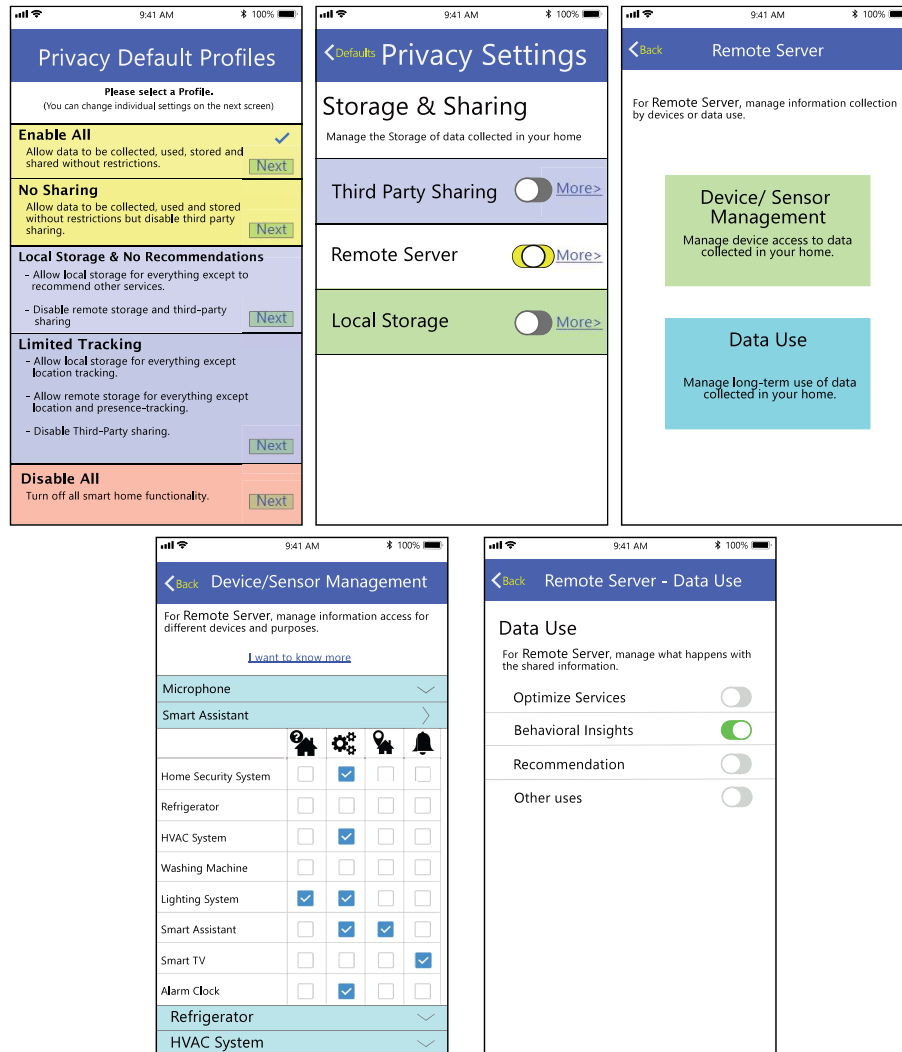 9:41 AM 100%
Privacy Default Profiles
Please select a Profile.
(You can change individual settings on the next screen)
Enable All
Allow data to be collected, used, stored and
shared without restrictions.
Next
No Sharing
Allow data to be collected, used and stored
without restrictions but disable third party
sharing.
Next
Local Storage & No Recommendations
- Allow local storage for everything except to
recommend other services.
- Disable remote storage and third-party
sharing
Next
Limited Tracking
- Allow local storage for everything except
location tracking.
- Allow remote storage for everything except
location and presence-tracking.
- Disable Third-Party sharing.
Next
Disable All
Turn off all smart home functionality.
Next
9:41 AM 100%
<Defaults Privacy Settings
Storage & Sharing
Manage the Storage of data collected in your home
Third Party Sharing More>
Remote Server More>
Local Storage More>
9:41 AM 100%
<Back Remote Server
For Remote Server, manage information collection
by devices or data use.
Device/ Sensor
Management
Manage device access to data
collected in your home.
Data Use
Manage long-term use of data
collected in your home.
9:41 AM 100%
<Back Device/Sensor Management
For Remote Server, manage information access for
different devices and purposes.
I want to know more
Microphone
Smart Assistant
Home Security System
Refrigerator
HVAC System
Washing Machine
Lighting System
Smart Assistant
Smart TV
Alarm Clock
Refrigerator
HVAC System
9:41 AM 100%
<Back Remote Server - Data Use
Data Use
For Remote Server, manage what happens with
the shared information.
Optimize Services
Behavioral Insights
Recommendation
Other uses